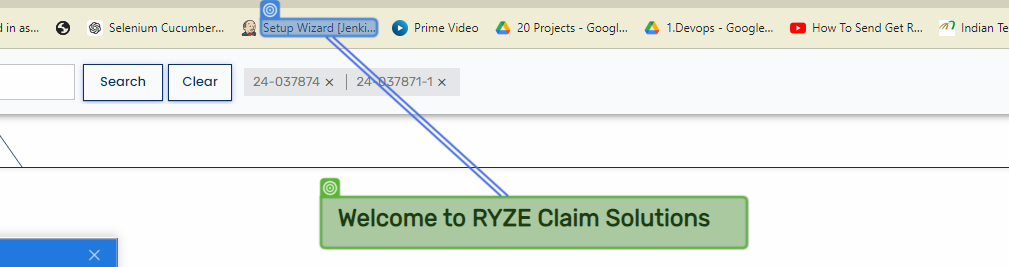 d in as...
Selenium Cucumber...
Setup Wizard [Jenki...
Prime Video
20 Projects - Googl...
1.Devops - Google...
How To Send Get R...
Indian Te
Search
Clear
24-037874 ×
24-037871-1 ×
Welcome to RYZE Claim Solutions